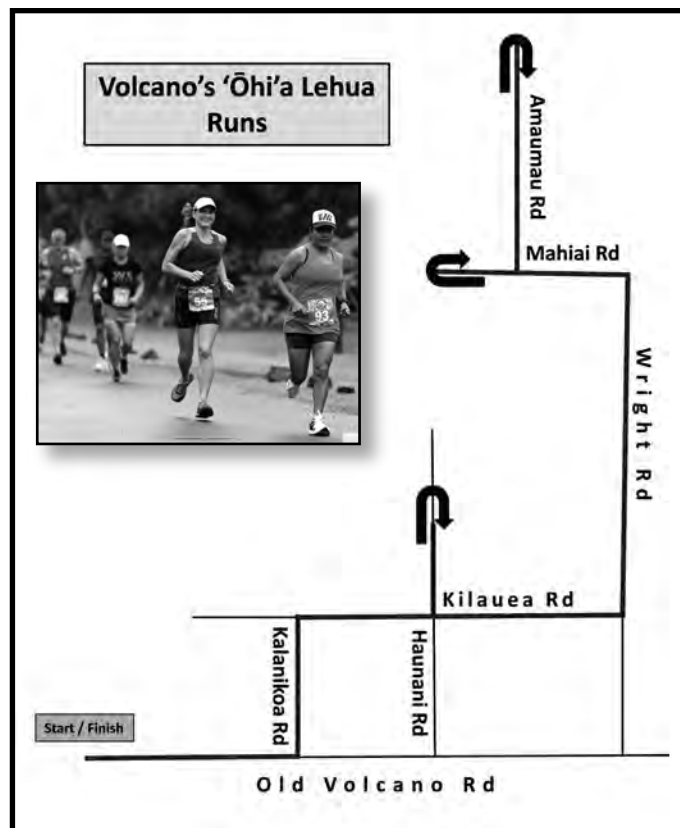 Volcano's ‘Ōhi‘a Lehua
Runs
Amaumau Rd
Mahiai Rd
93
Wright Rd
Kilauea Rd
Kalanikoa Rd
Haunani Rd
Start / Finish
Old Volcano Rd